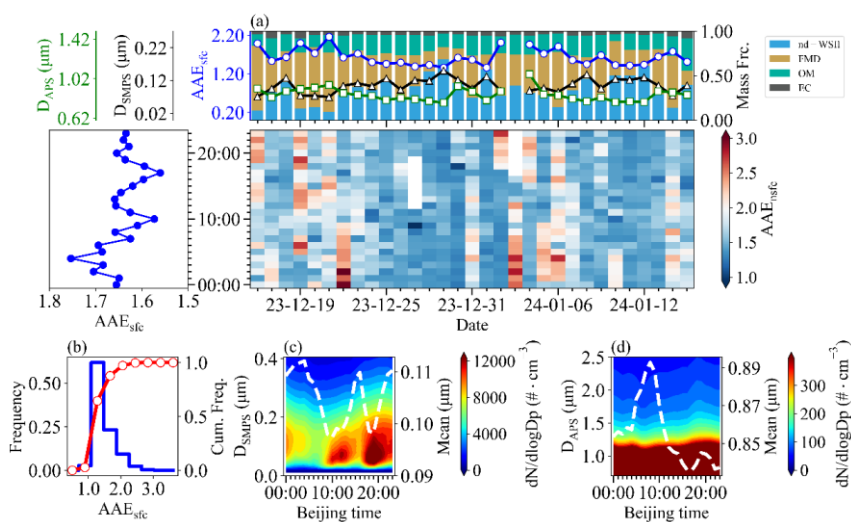 (a)
D_APS (μm)
1.42
1.02
0.62
D_SMPS (μm)
0.22
0.12
0.02
AAE_sfc
2.20
1.20
0.20
1.00
0.50
0.00
Mass Frc.
nd − WSII
FMD
OM
EC
20:00
10:00
00:00
1.8 1.7 1.6 1.5
AAE_sfc
23-12-19 23-12-25 23-12-31 24-01-06 24-01-12
Date
3.0
2.5
2.0
1.5
1.0
AAE_nsfc
(b)
Frequency
0.50
0.25
0.00
1.0
0.5
0.0
Cum. Freq.
1.0 2.0 3.0
AAE_sfc
(c)
D_SMPS (μm)
0.4
0.2
0.0
0.11
0.10
0.09
Mean (μm)
00:00 10:00 20:00
Beijing time
12000
8000
4000
0
dN/dlogDp (# · cm⁻³)
(d)
D_APS (μm)
2.5
2.0
1.5
1.0
0.89
0.87
0.85
Mean (μm)
00:00 10:00 20:00
Beijing time
300
200
100
0
dN/dlogDp (# · cm⁻³)